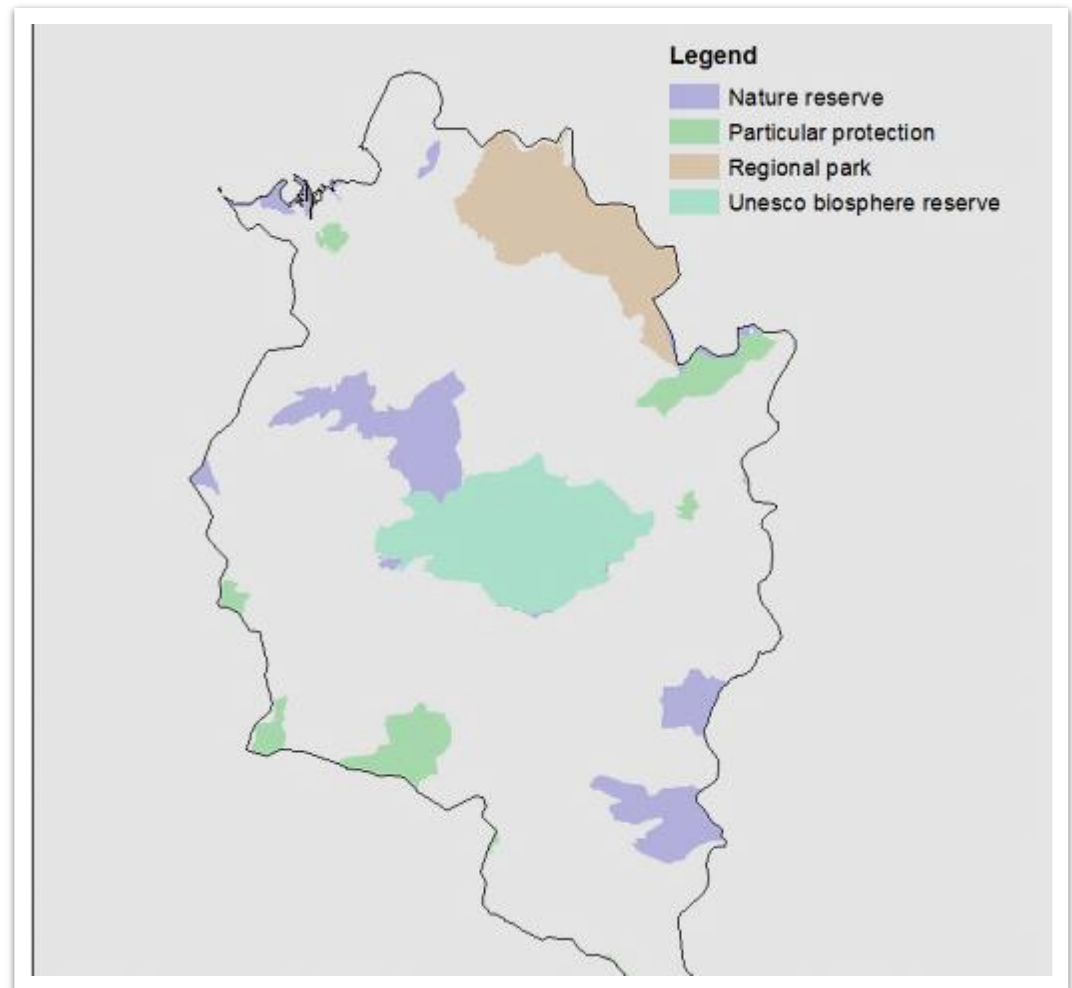 Legend
Nature reserve
Particular protection
Regional park
Unesco biosphere reserve